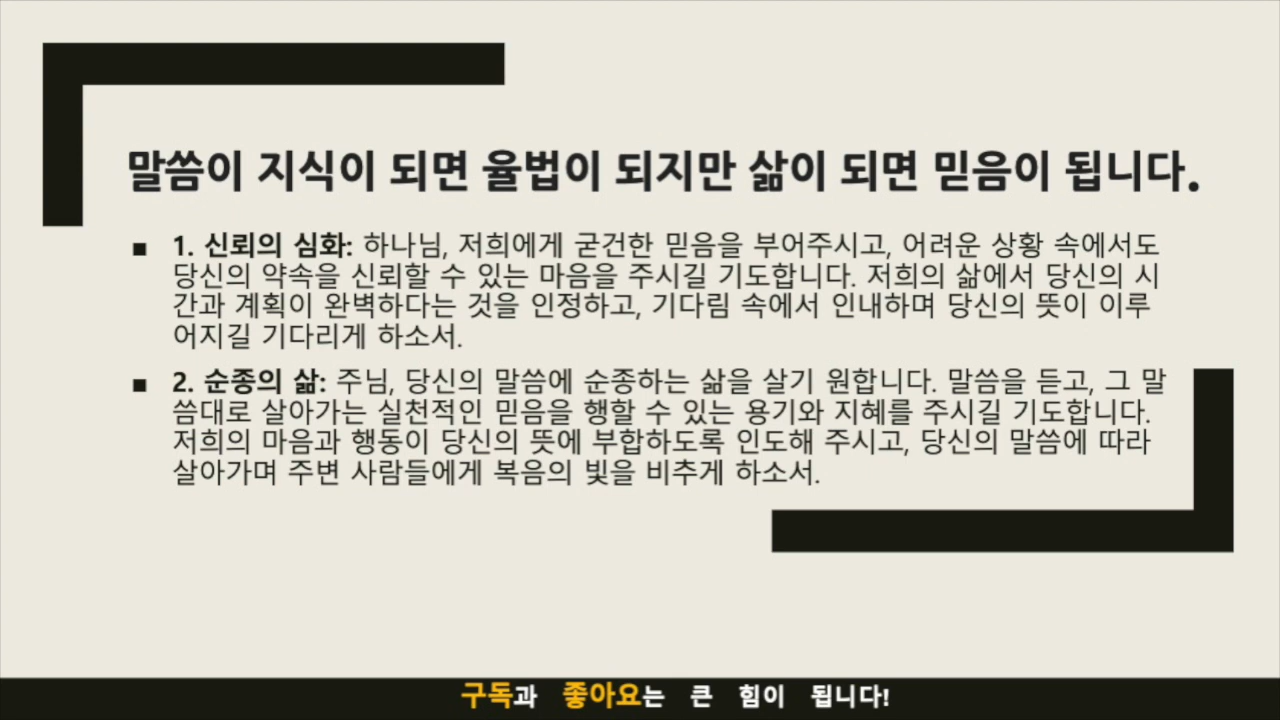 말씀이 지식이 되면 율법이 되지만 삶이 되면 믿음이 됩니다.
■ 1. 신뢰의 심화: 하나님, 저희에게 굳건한 믿음을 부어주시고, 어려운 상황 속에서도
당신의 약속을 신뢰할 수 있는 마음을 주시길 기도합니다. 저희의 삶에서 당신의 시
간과 계획이 완벽하다는 것을 인정하고, 기다림 속에서 인내하며 당신의 뜻이 이루
어지길 기다리게 하소서.
■ 2. 순종의 삶: 주님, 당신의 말씀에 순종하는 삶을 살기 원합니다. 말씀을 듣고, 그 말
씀대로 살아가는 실천적인 믿음을 행할 수 있는 용기와 지혜를 주시길 기도합니다.
저희의 마음과 행동이 당신의 뜻에 부합하도록 인도해 주시고, 당신의 말씀에 따라
살아가며 주변 사람들에게 복음의 빛을 비추게 하소서.
구독과 좋아요는 큰 힘이 됩니다!